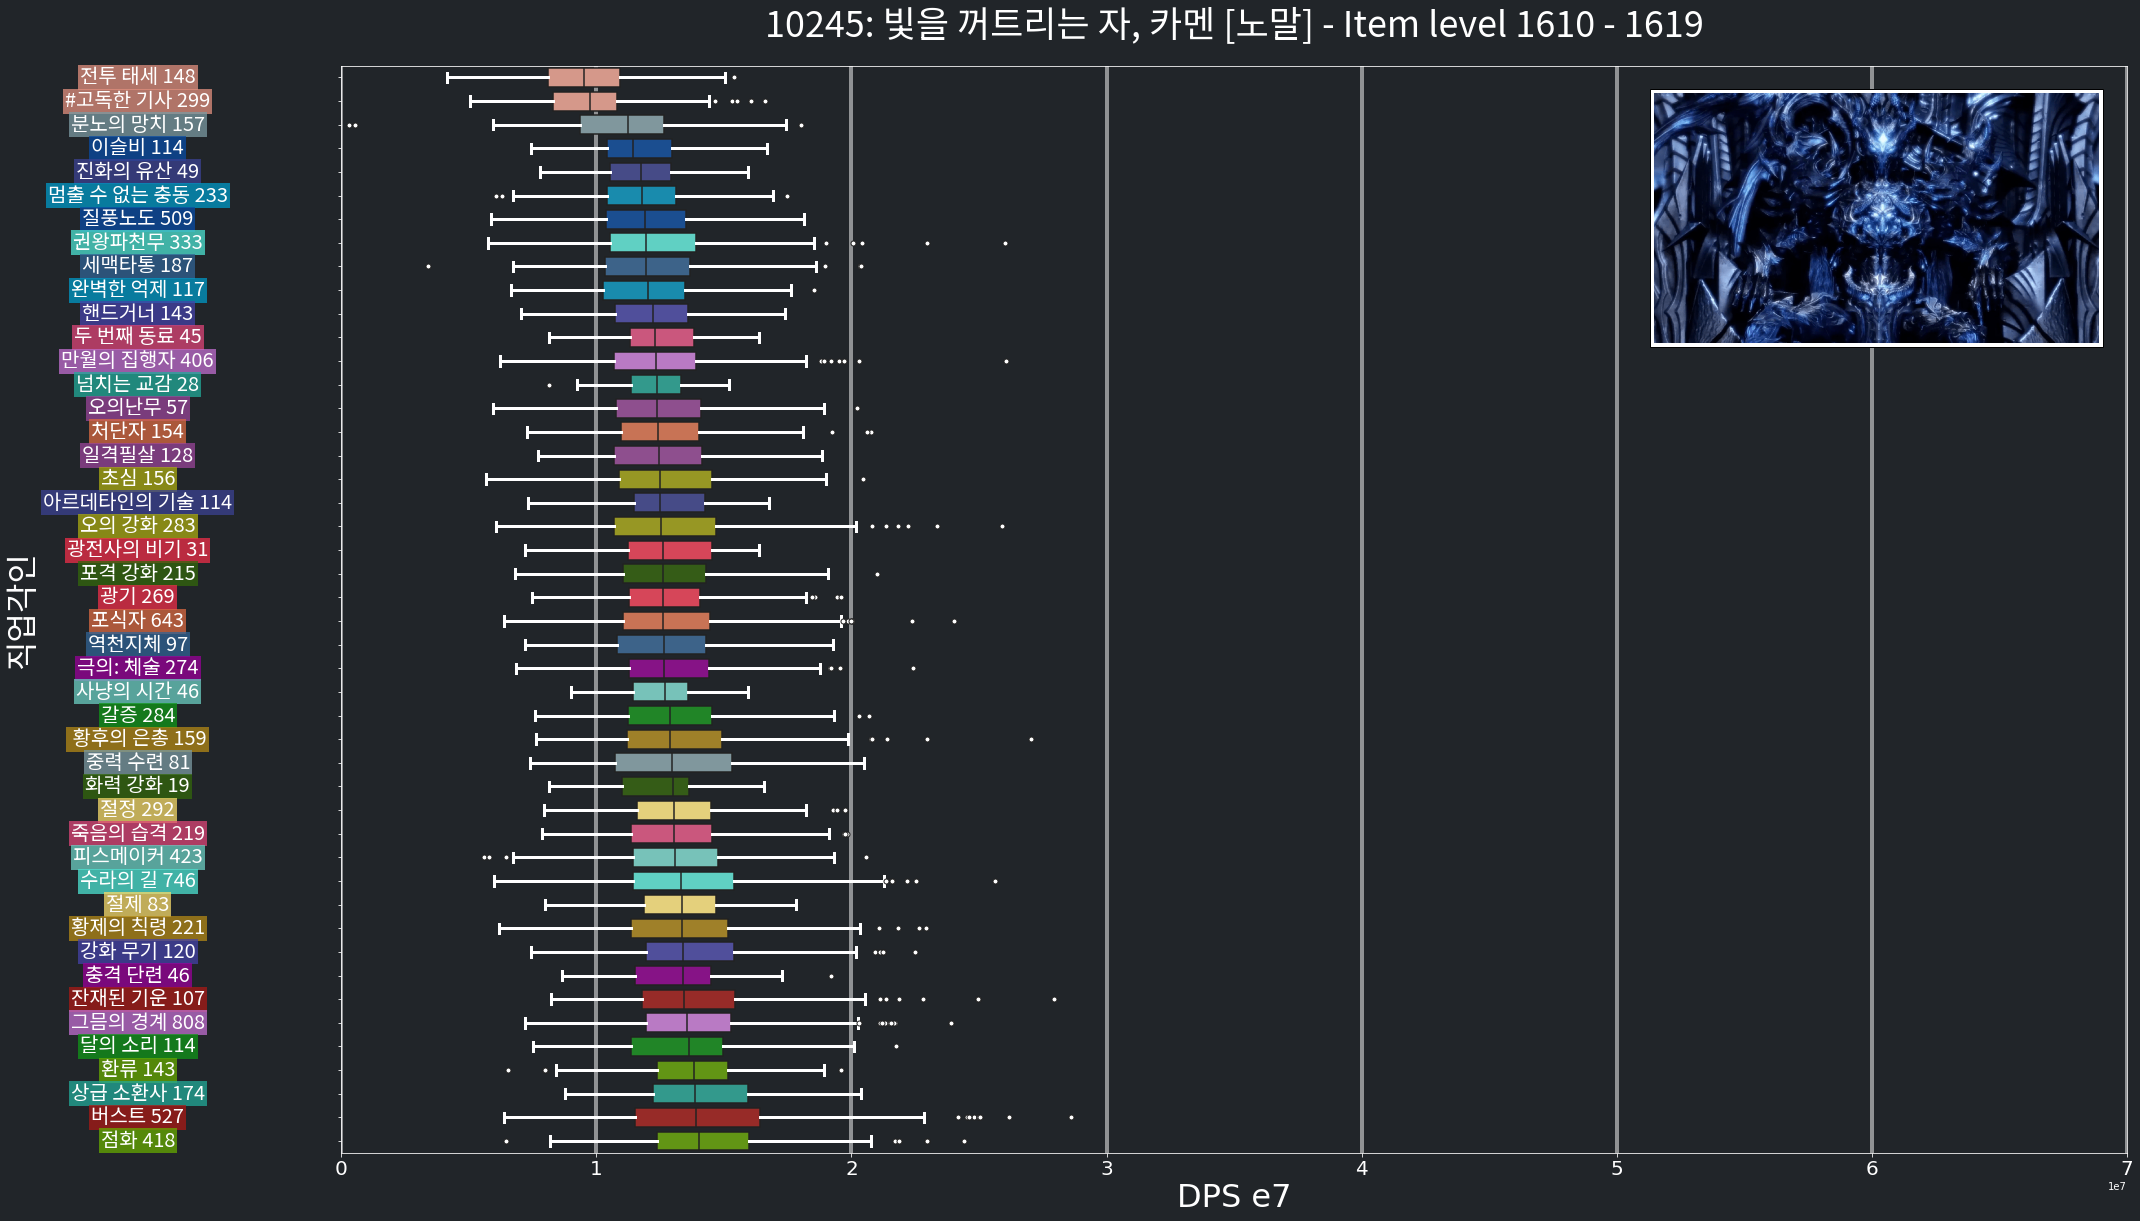 10245: 빛을 꺼트리는 자, 카멘 [노말] - Item level 1610 - 1619
직업각인
전투 태세 148
#고독한 기사 299
분노의 망치 157
이슬비 114
진화의 유산 49
멈출 수 없는 충동 233
질풍노도 509
권왕파천무 333
세맥타통 187
완벽한 억제 117
핸드거너 143
두 번째 동료 45
만월의 집행자 406
넘치는 교감 28
오의난무 57
처단자 154
일격필살 128
초심 156
아르데타인의 기술 114
오의 강화 283
광전사의 비기 31
포격 강화 215
광기 269
포식자 643
역천지체 97
극의: 체술 274
사냥의 시간 46
갈증 284
황후의 은총 159
중력 수련 81
화력 강화 19
절정 292
죽음의 습격 219
피스메이커 423
수라의 길 746
절제 83
황제의 칙령 221
강화 무기 120
충격 단련 46
잔재된 기운 107
그믐의 경계 808
달의 소리 114
환류 143
상급 소환사 174
버스트 527
점화 418
0 1 2 3 4 5 6 7
1e7
DPS e7